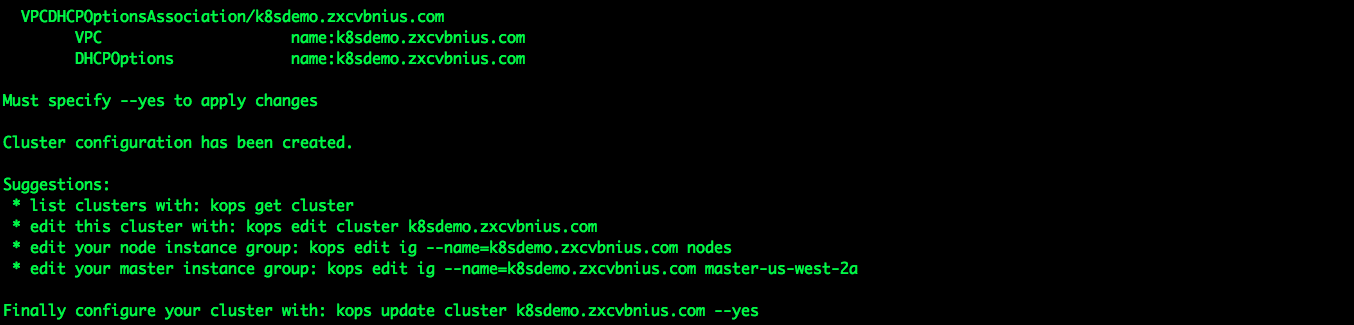 VPCDHCPOptionsAssociation/k8sdemo.zxcvbnius.com
VPC name:k8sdemo.zxcvbnius.com
DHCPOptions name:k8sdemo.zxcvbnius.com
Must specify --yes to apply changes
Cluster configuration has been created.
Suggestions:
* list clusters with: kops get cluster
* edit this cluster with: kops edit cluster k8sdemo.zxcvbnius.com
* edit your node instance group: kops edit ig --name=k8sdemo.zxcvbnius.com nodes
* edit your master instance group: kops edit ig --name=k8sdemo.zxcvbnius.com master-us-west-2a
Finally configure your cluster with: kops update cluster k8sdemo.zxcvbnius.com --yes